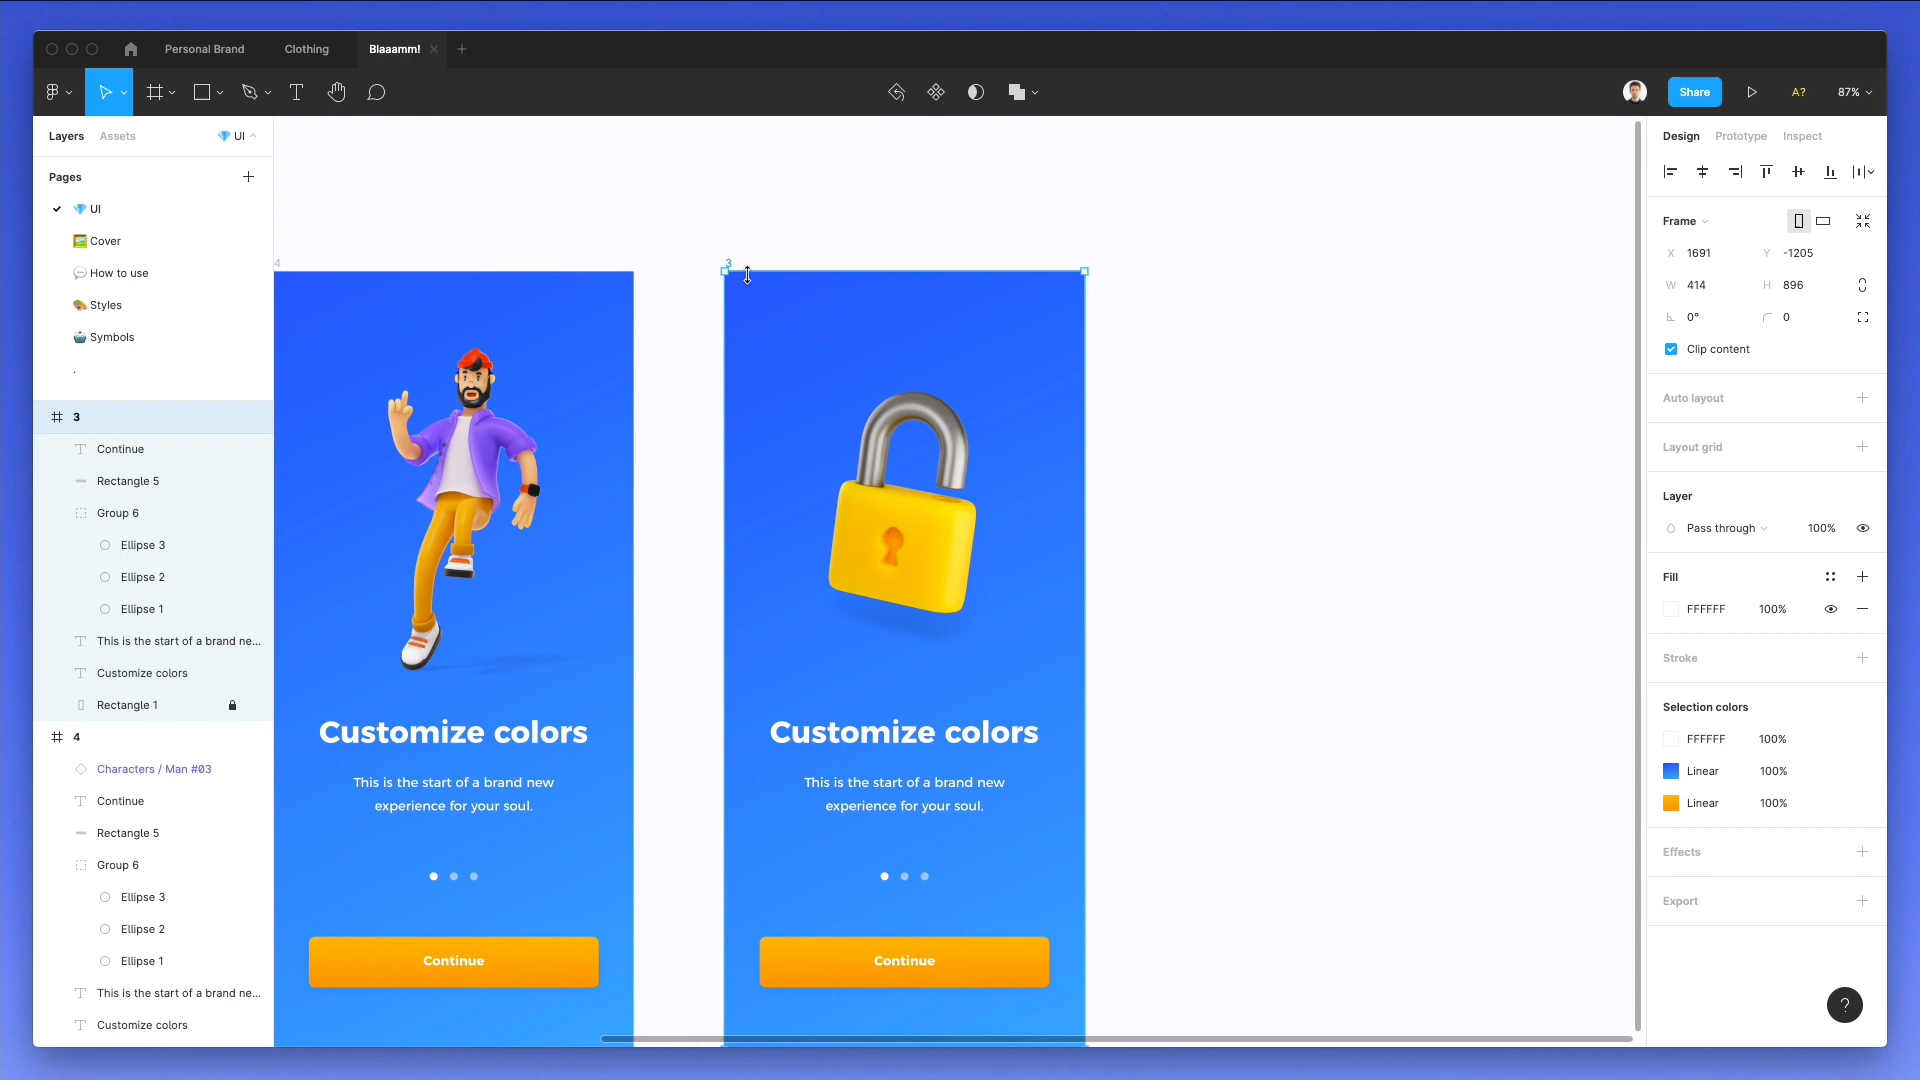 Personal Brand
Clothing
Blaaamm!
Share
A?
87%
Layers
Assets
UI
Pages
UI
Cover
How to use
Styles
Symbols
.
3
Continue
Rectangle 5
Group 6
Ellipse 3
Ellipse 2
Ellipse 1
This is the start of a brand ne...
Customize colors
Rectangle 1
4
Characters / Man #03
Continue
Rectangle 5
Group 6
Ellipse 3
Ellipse 2
Ellipse 1
This is the start of a brand ne...
Customize colors
4
Customize colors
This is the start of a brand new
experience for your soul.
Continue
3
Customize colors
This is the start of a brand new
experience for your soul.
Continue
Design
Prototype
Inspect
Frame
X 1691
Y -1205
W 414
H 896
0°
0
Clip content
Auto layout
Layout grid
Layer
Pass through
100%
Fill
FFFFFF
100%
Stroke
Selection colors
FFFFFF
100%
Linear
100%
Linear
100%
Effects
Export
?